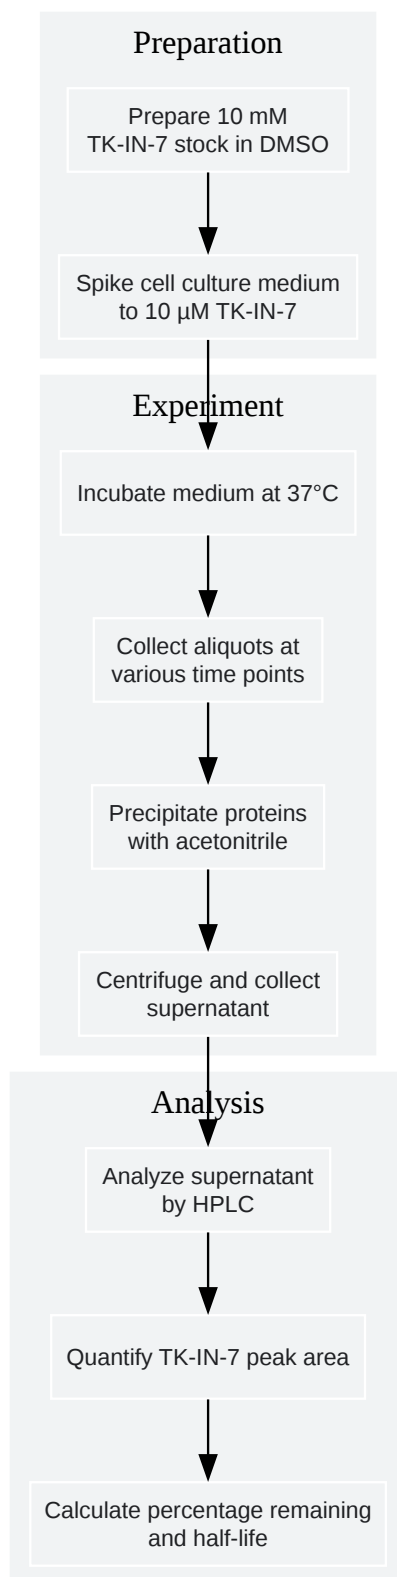 Preparation
Prepare 10 mM
TK-IN-7 stock in DMSO
Spike cell culture medium
to 10 µM TK-IN-7
Experiment
Incubate medium at 37°C
Collect aliquots at
various time points
Precipitate proteins
with acetonitrile
Centrifuge and collect
supernatant
Analysis
Analyze supernatant
by HPLC
Quantify TK-IN-7 peak area
Calculate percentage remaining
and half-life